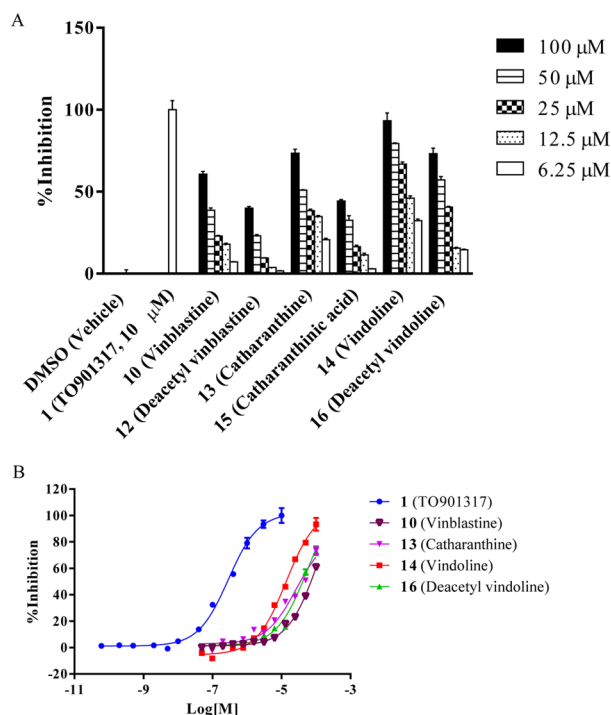 A
150
100
50
0
%Inhibition
100 µM
50 µM
25 µM
12.5 µM
6.25 µM
DMSO (Vehicle)
1 (TO901317, 10 µM)
10 (Vinblastine)
12 (Deacetyl vinblastine)
13 (Catharanthine)
15 (Catharanthinic acid)
14 (Vindoline)
16 (Deacetyl vindoline)
B
120
100
80
60
40
20
0
-20
%Inhibition
-11
-9
-7
-5
-3
Log[M]
1 (TO901317)
10 (Vinblastine)
13 (Catharanthine)
14 (Vindoline)
16 (Deacetyl vindoline)